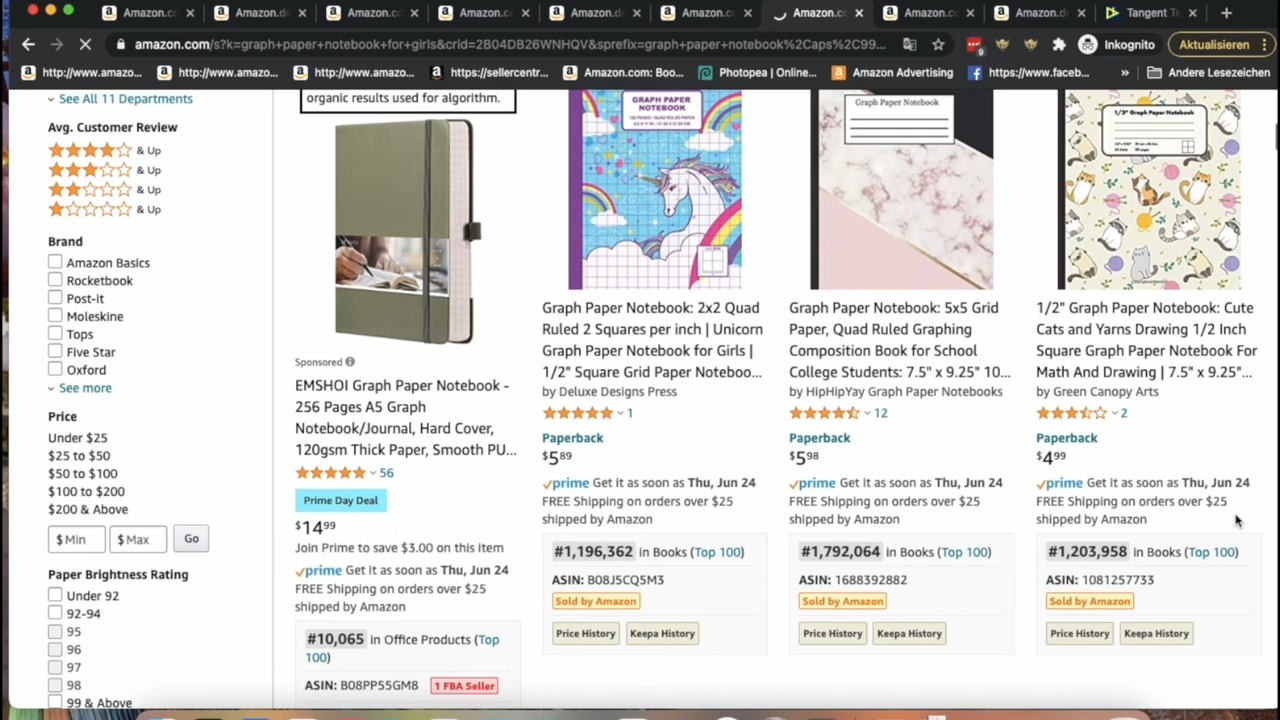 Amazon.c
Amazon.de
Amazon.co
Amazon.co
Amazon.de
Amazon.co
Amazon.co
Amazon.co
Amazon.de
Tangent Te
amazon.com/s?k=graph+paper+notebook+for+girls&crid=2B04DB26WNHQV&sprefix=graph+paper+notebook%2Caps%2C99...
9
Inkognito
Aktualisieren
http://www.amazo...
http://www.amazo...
http://www.amazo...
https://sellercentr...
Amazon.com: Boo...
Photopea | Online...
Amazon Advertising
https://www.faceb...
»
Andere Lesezeichen
See All 11 Departments
Avg. Customer Review
& Up
& Up
& Up
& Up
Brand
Amazon Basics
Rocketbook
Post-it
Moleskine
Tops
Five Star
Oxford
See more
Price
Under $25
$25 to $50
$50 to $100
$100 to $200
$200 & Above
$ Min
$ Max
Go
Paper Brightness Rating
Under 92
92-94
95
96
97
98
99 & Above
organic results used for algorithm.
Sponsored
EMSHOI Graph Paper Notebook -
256 Pages A5 Graph
Notebook/Journal, Hard Cover,
120gsm Thick Paper, Smooth PU...
56
Prime Day Deal
$14 99
Join Prime to save $3.00 on this item
prime Get it as soon as Thu, Jun 24
FREE Shipping on orders over $25
shipped by Amazon
#10,065 in Office Products (Top
100)
ASIN: B08PP55GM8 1 FBA Seller
GRAPH PAPER
NOTEBOOK
Graph Paper Notebook: 2x2 Quad
Ruled 2 Squares per inch | Unicorn
Graph Paper Notebook for Girls |
1/2" Square Grid Paper Noteboo...
by Deluxe Designs Press
1
Paperback
$5 89
prime Get it as soon as Thu, Jun 24
FREE Shipping on orders over $25
shipped by Amazon
#1,196,362 in Books (Top 100)
ASIN: B08J5CQ5M3
Sold by Amazon
Price History
Keepa History
Graph Paper Notebook
Graph Paper Notebook: 5x5 Grid
Paper, Quad Ruled Graphing
Composition Book for School
College Students: 7.5" x 9.25" 10...
by HipHipYay Graph Paper Notebooks
12
Paperback
$5 98
prime Get it as soon as Thu, Jun 24
FREE Shipping on orders over $25
shipped by Amazon
#1,792,064 in Books (Top 100)
ASIN: 1688392882
Sold by Amazon
Price History
Keepa History
1/2" Graph Paper Notebook:
1/2" Graph Paper Notebook: Cute
Cats and Yarns Drawing 1/2 Inch
Square Graph Paper Notebook For
Math And Drawing | 7.5" x 9.25"...
by Green Canopy Arts
2
Paperback
$4 99
prime Get it as soon as Thu, Jun 24
FREE Shipping on orders over $25
shipped by Amazon
#1,203,958 in Books (Top 100)
ASIN: 1081257733
Sold by Amazon
Price History
Keepa History